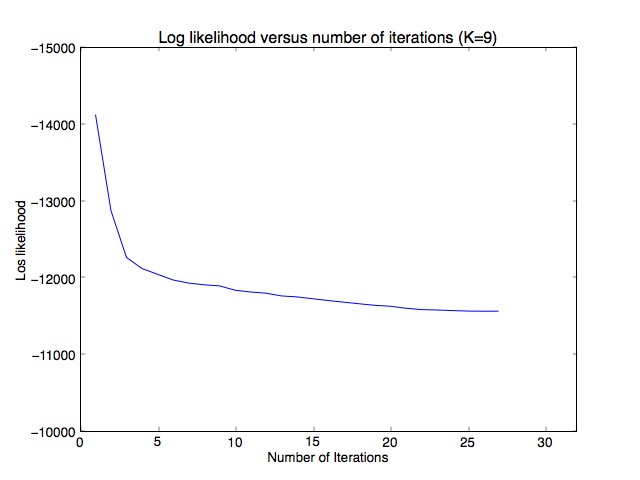 Log likelihood versus number of iterations (K=9)
−15000
−14000
−13000
−12000
−11000
−10000
Los likelihood
0 5 10 15 20 25 30
Number of Iterations